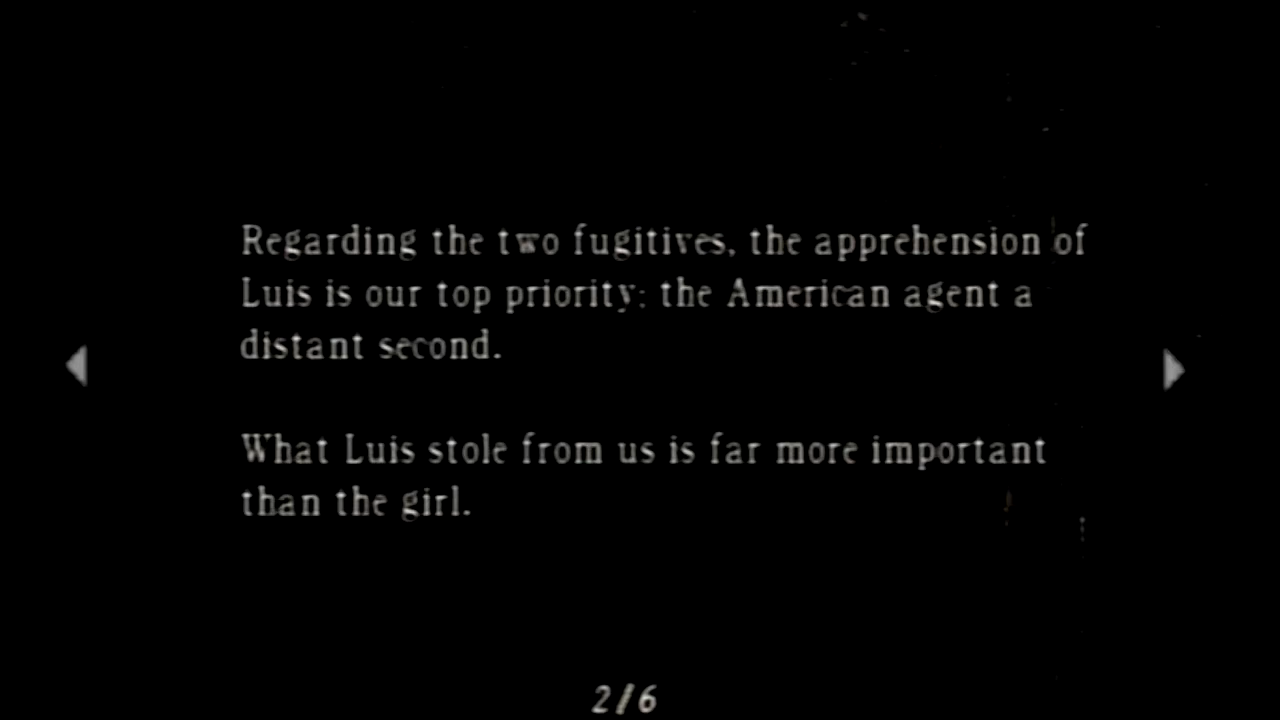 Regarding the two fugitives, the apprehension of
Luis is our top priority; the American agent a
distant second.
What Luis stole from us is far more important
than the girl.
2/6